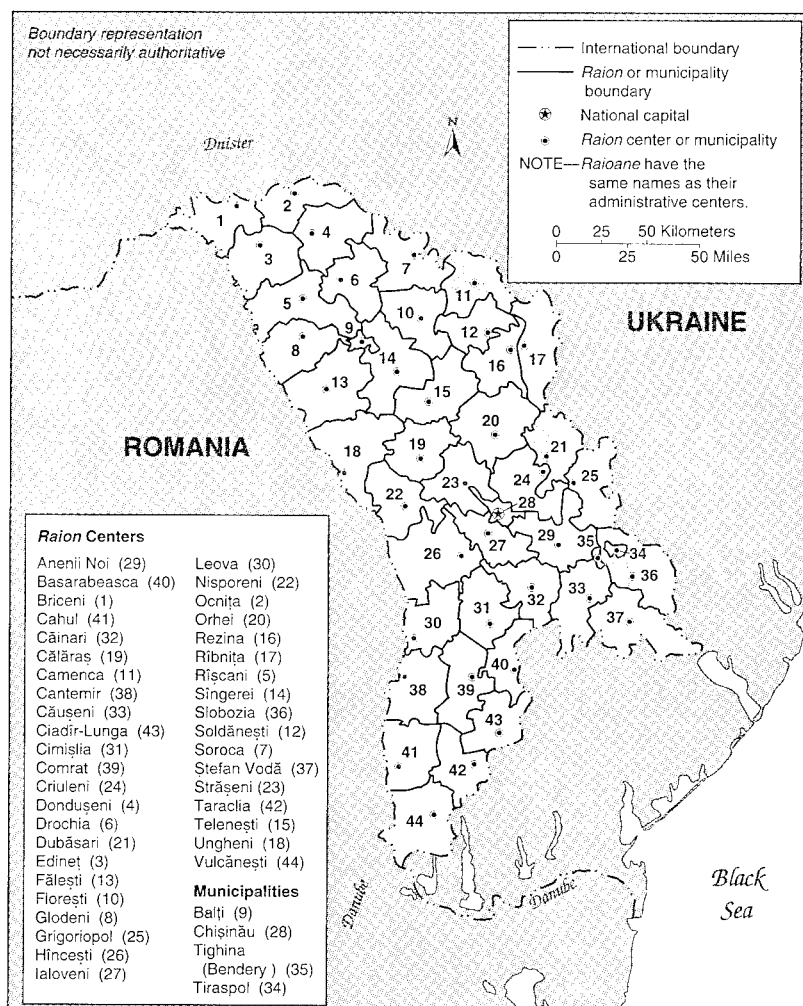 Boundary representation
not necessarily authoritative
International boundary
Raion or municipality
boundary
National capital
Raion center or municipality
NOTE—Raioane have the
same names as their
administrative centers.
0 25 50 Kilometers
0 25 50 Miles
N
Dnister
1
2
3
4
5
6
7
8
9
10
11
12
13
14
15
16
17
18
19
20
21
22
23
24
25
26
27
28
29
30
31
32
33
34
35
36
37
38
39
40
41
42
43
44
UKRAINE
ROMANIA
Raion Centers
Anenii Noi (29)
Basarabeasca (40)
Briceni (1)
Cahul (41)
Căinari (32)
Călăraș (19)
Camenca (11)
Cantemir (38)
Căușeni (33)
Ciadîr-Lunga (43)
Cimișlia (31)
Comrat (39)
Criuleni (24)
Dondușeni (4)
Drochia (6)
Dubăsari (21)
Edineț (3)
Fălești (13)
Florești (10)
Glodeni (8)
Grigoriopol (25)
Hîncești (26)
Ialoveni (27)
Leova (30)
Nisporeni (22)
Ocnița (2)
Orhei (20)
Rezina (16)
Rîbnița (17)
Rîșcani (5)
Sîngerei (14)
Slobozia (36)
Soldănești (12)
Soroca (7)
Ștefan Vodă (37)
Strășeni (23)
Taraclia (42)
Telenești (15)
Ungheni (18)
Vulcănești (44)
Municipalities
Balți (9)
Chișinău (28)
Tighina
(Bendery ) (35)
Tiraspol (34)
Danube
Danube
Black
Sea